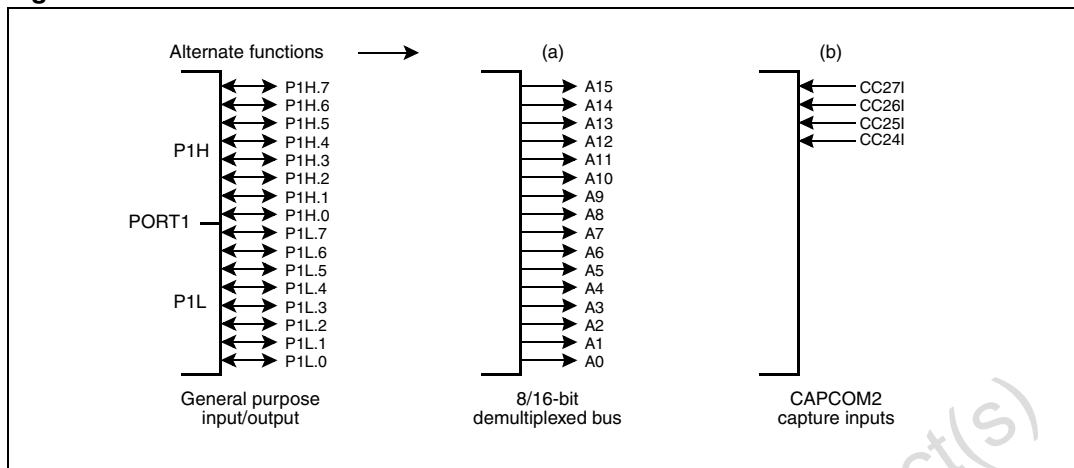 Alternate functions (a) (b)
P1H.7 A15 CC27I
P1H.6 A14 CC26I
P1H.5 A13 CC25I
P1H.4 A12 CC24I
P1H P1H.3 A11
P1H.2 A10
P1H.1 A9
PORT1 P1H.0 A8
P1L.7 A7
P1L.6 A6
P1L.5 A5
P1L.4 A4
P1L P1L.3 A3
P1L.2 A2
P1L.1 A1
P1L.0 A0
General purpose 8/16-bit CAPCOM2
input/output demultiplexed bus capture inputs